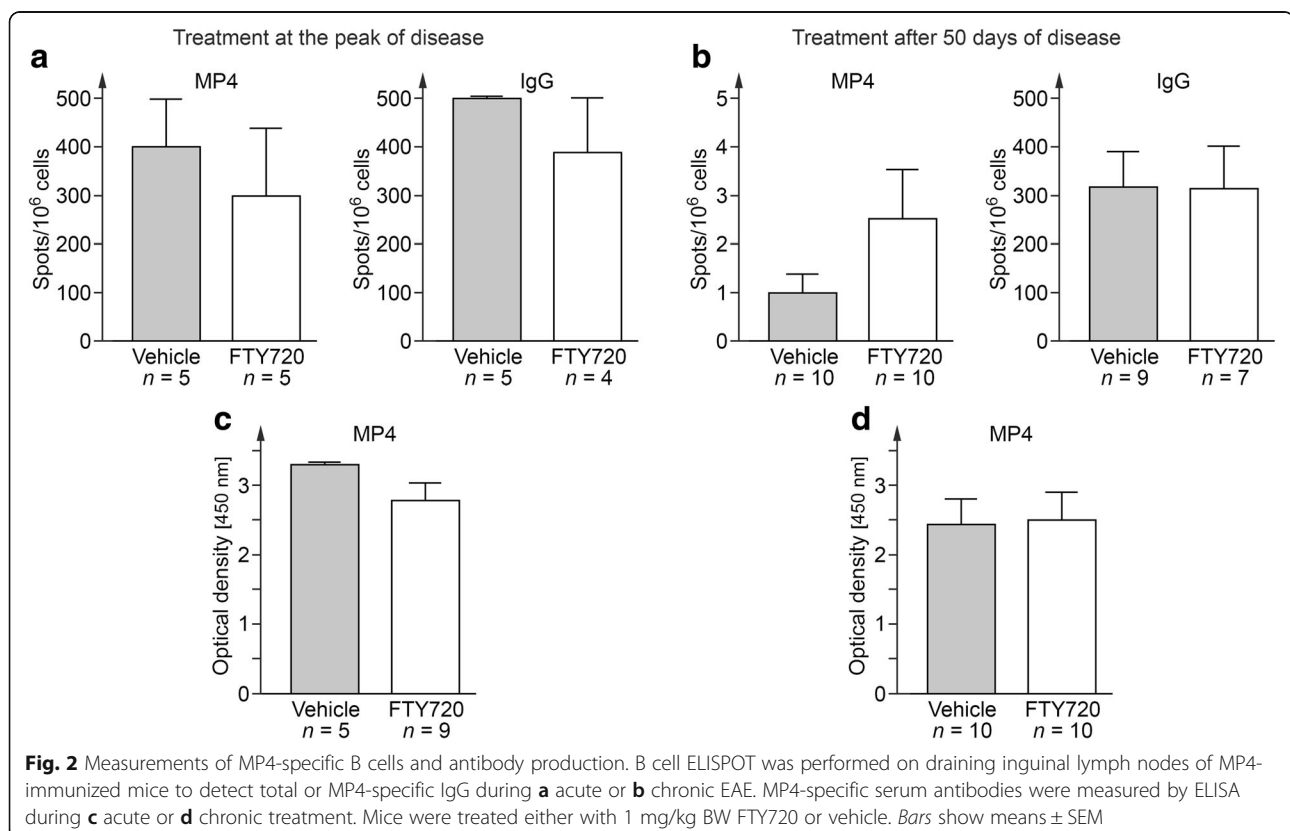 Treatment at the peak of disease
Treatment after 50 days of disease
a
MP4
Spots/10⁶ cells
500
400
300
200
100
0
Vehicle
n = 5
FTY720
n = 5
IgG
Spots/10⁶ cells
500
400
300
200
100
0
Vehicle
n = 5
FTY720
n = 4
b
MP4
Spots/10⁶ cells
5
4
3
2
1
0
Vehicle
n = 10
FTY720
n = 10
IgG
Spots/10⁶ cells
500
400
300
200
100
0
Vehicle
n = 9
FTY720
n = 7
c
MP4
Optical density [450 nm]
3
2
1
0
Vehicle
n = 5
FTY720
n = 9
d
MP4
Optical density [450 nm]
3
2
1
0
Vehicle
n = 10
FTY720
n = 10
Fig. 2 Measurements of MP4-specific B cells and antibody production. B cell ELISPOT was performed on draining inguinal lymph nodes of MP4-
immunized mice to detect total or MP4-specific IgG during a acute or b chronic EAE. MP4-specific serum antibodies were measured by ELISA
during c acute or d chronic treatment. Mice were treated either with 1 mg/kg BW FTY720 or vehicle. Bars show means ± SEM